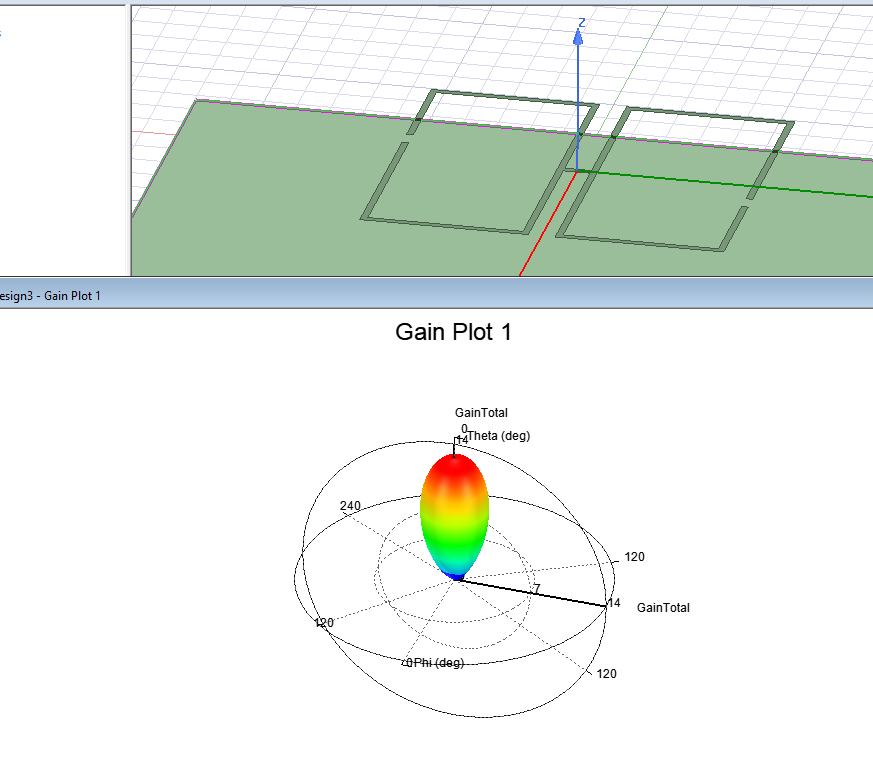 Z
esign3 - Gain Plot 1
Gain Plot 1
GainTotal
0
14
Theta (deg)
240
120
7
14
GainTotal
120
0
Phi (deg)
120